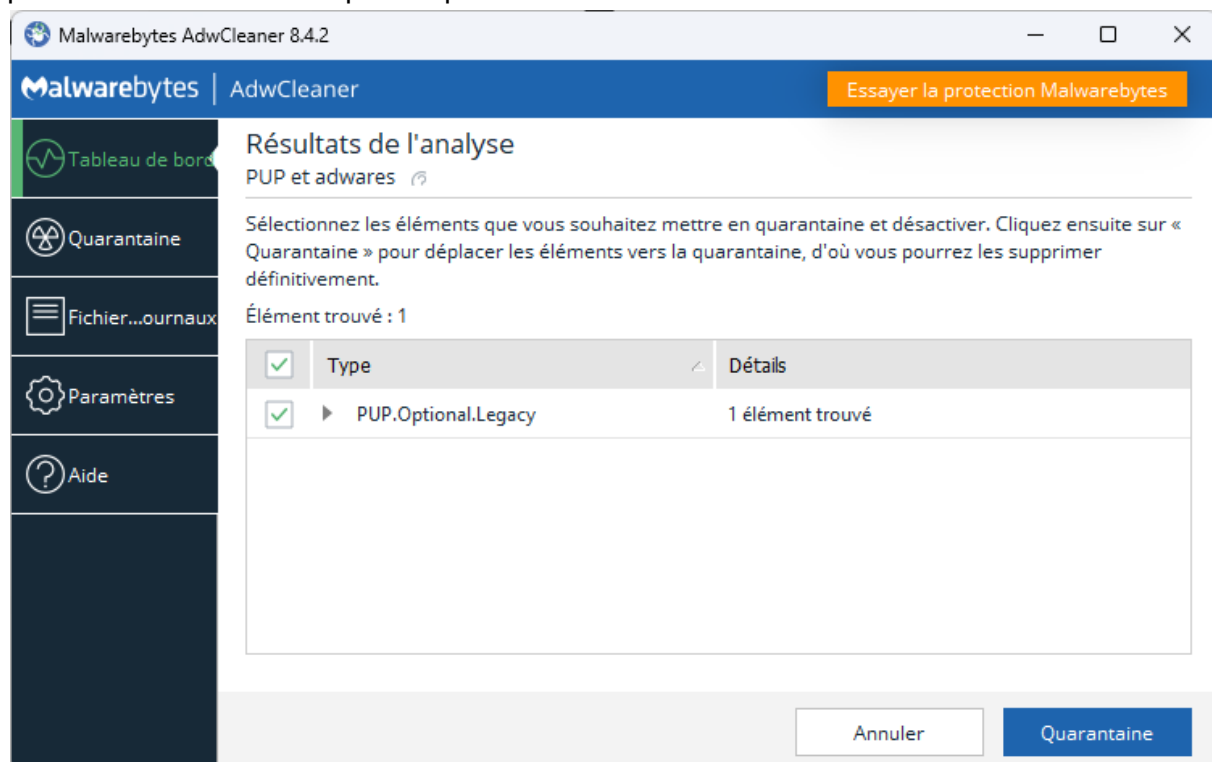 Malwarebytes AdwCleaner 8.4.2
Malwarebytes | AdwCleaner
Essayer la protection Malwarebytes
Tableau de bord
Quarantaine
Fichier...ournaux
Paramètres
Aide
Résultats de l'analyse
PUP et adwares
Sélectionnez les éléments que vous souhaitez mettre en quarantaine et désactiver. Cliquez ensuite sur «
Quarantaine » pour déplacer les éléments vers la quarantaine, d'où vous pourrez les supprimer
définitivement.
Élément trouvé : 1
Type Détails
PUP.Optional.Legacy 1 élément trouvé
Annuler Quarantaine